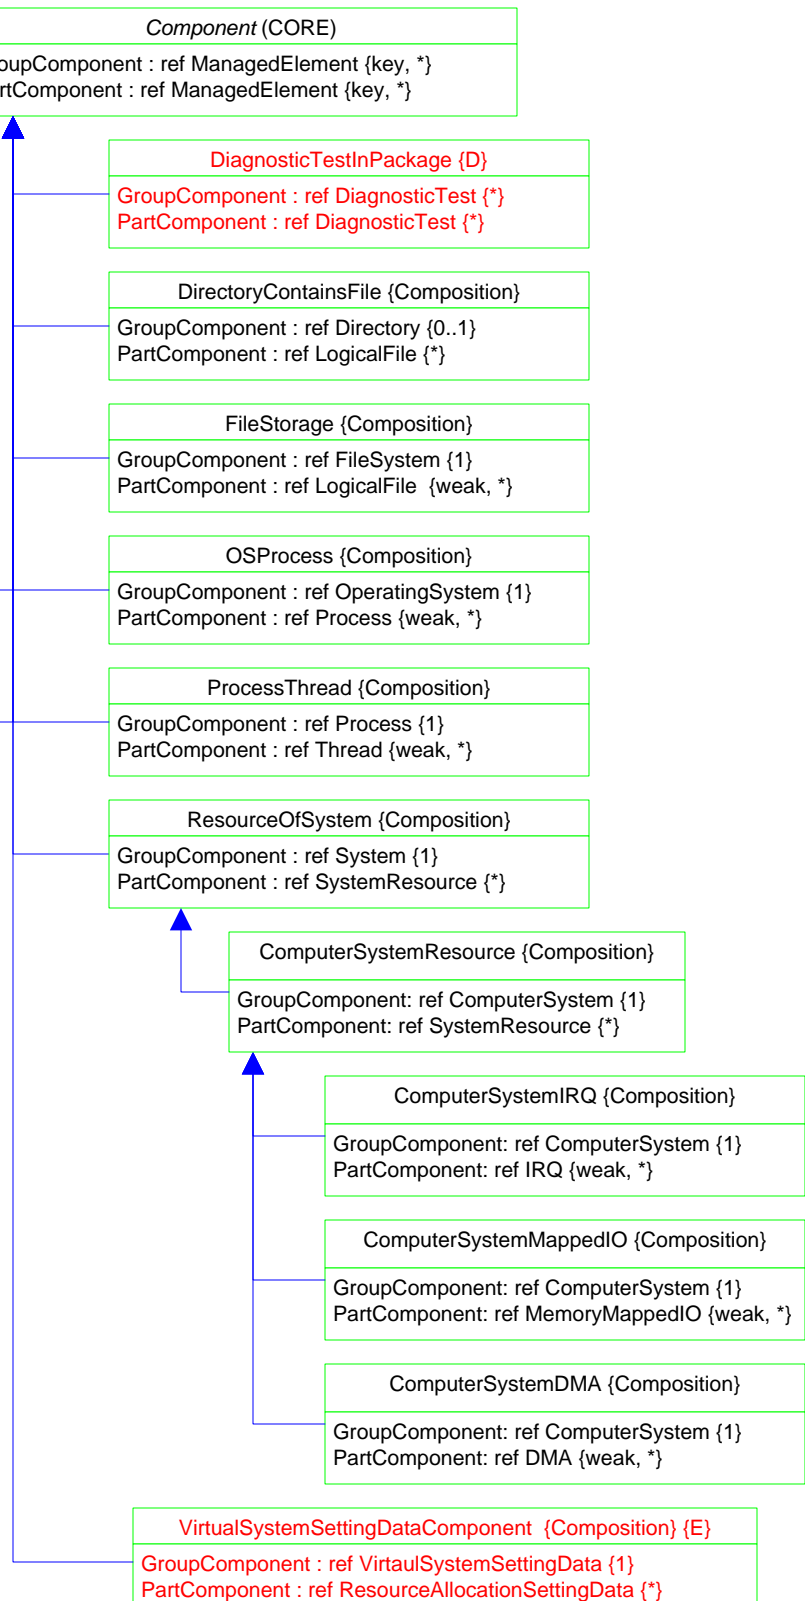 Component (CORE)
oupComponent : ref ManagedElement {key, *}
rtComponent : ref ManagedElement {key, *}
DiagnosticTestInPackage {D}
GroupComponent : ref DiagnosticTest {*}
PartComponent : ref DiagnosticTest {*}
DirectoryContainsFile {Composition}
GroupComponent : ref Directory {0..1}
PartComponent : ref LogicalFile {*}
FileStorage {Composition}
GroupComponent : ref FileSystem {1}
PartComponent : ref LogicalFile {weak, *}
OSProcess {Composition}
GroupComponent : ref OperatingSystem {1}
PartComponent : ref Process {weak, *}
ProcessThread {Composition}
GroupComponent : ref Process {1}
PartComponent : ref Thread {weak, *}
ResourceOfSystem {Composition}
GroupComponent : ref System {1}
PartComponent : ref SystemResource {*}
ComputerSystemResource {Composition}
GroupComponent: ref ComputerSystem {1}
PartComponent: ref SystemResource {*}
ComputerSystemIRQ {Composition}
GroupComponent: ref ComputerSystem {1}
PartComponent: ref IRQ {weak, *}
ComputerSystemMappedIO {Composition}
GroupComponent: ref ComputerSystem {1}
PartComponent: ref MemoryMappedIO {weak, *}
ComputerSystemDMA {Composition}
GroupComponent: ref ComputerSystem {1}
PartComponent: ref DMA {weak, *}
VirtualSystemSettingDataComponent {Composition} {E}
GroupComponent : ref VirtaulSystemSettingData {1}
PartComponent : ref ResourceAllocationSettingData {*}